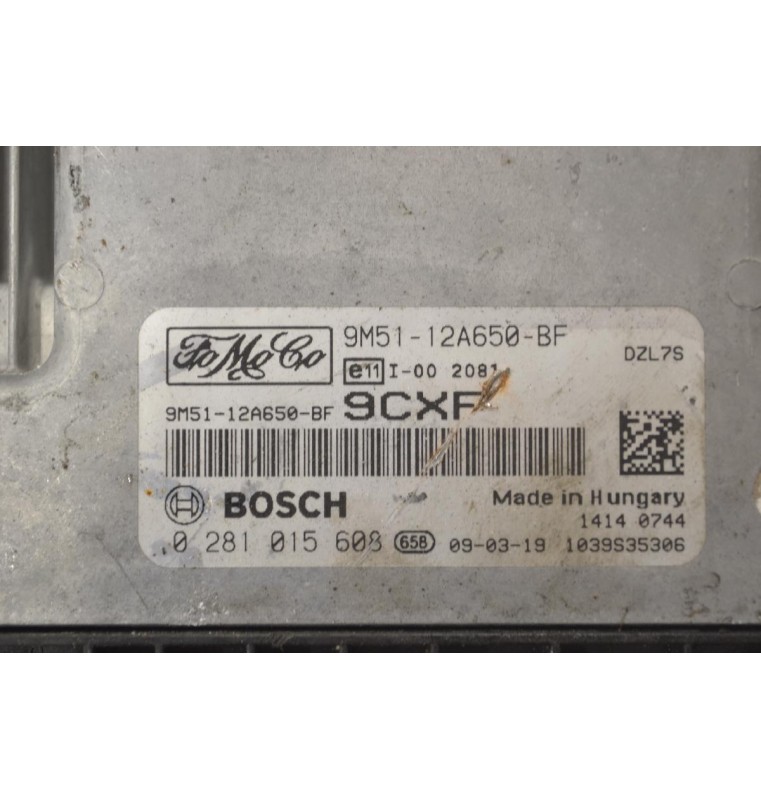 FoMoCo 9M51-12A650-BF
DZL7S
e11 I-00 2081
9M51-12A650-BF 9CXF
BOSCH Made in Hungary
1414 0744
0 281 015 608 658 09-03-19 1039S35306